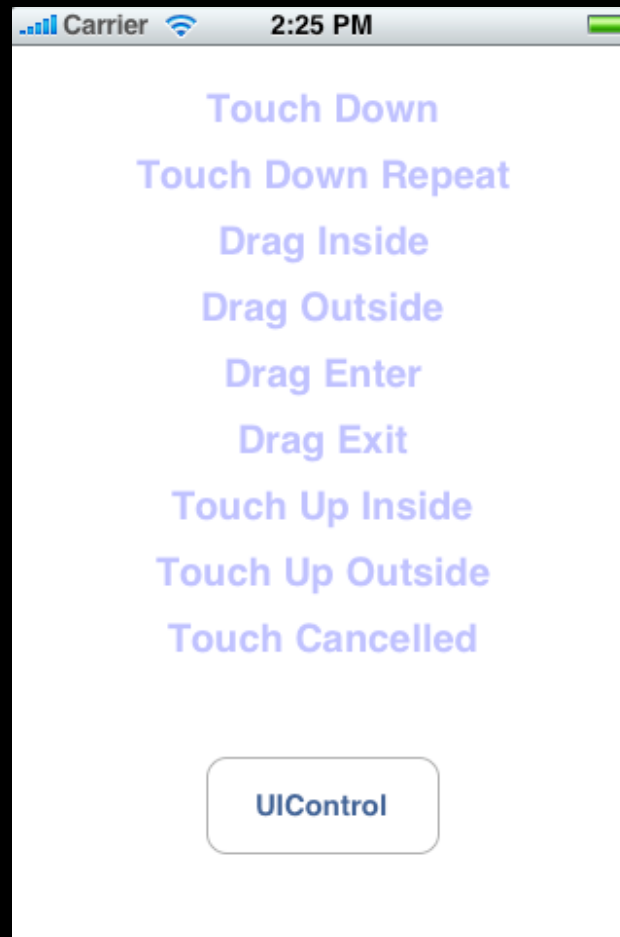 Carrier 2:25 PM
Touch Down
Touch Down Repeat
Drag Inside
Drag Outside
Drag Enter
Drag Exit
Touch Up Inside
Touch Up Outside
Touch Cancelled
UIControl